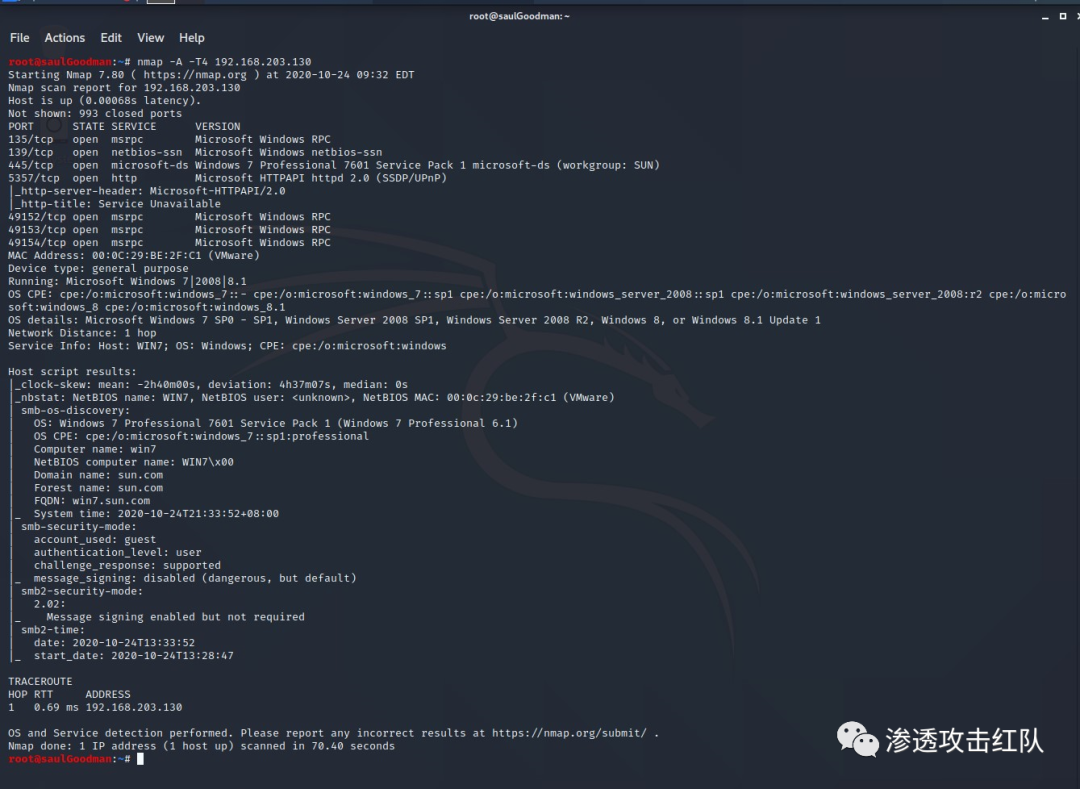 root@saulGoodman:~
File Actions Edit View Help
root@saulGoodman:~# nmap -A -T4 192.168.203.130
Starting Nmap 7.80 ( https://nmap.org ) at 2020-10-24 09:32 EDT
Nmap scan report for 192.168.203.130
Host is up (0.00068s latency).
Not shown: 993 closed ports
PORT      STATE SERVICE      VERSION
135/tcp   open  msrpc        Microsoft Windows RPC
139/tcp   open  netbios-ssn  Microsoft Windows netbios-ssn
445/tcp   open  microsoft-ds Windows 7 Professional 7601 Service Pack 1 microsoft-ds (workgroup: SUN)
5357/tcp  open  http         Microsoft HTTPAPI httpd 2.0 (SSDP/UPnP)
|_http-server-header: Microsoft-HTTPAPI/2.0
|_http-title: Service Unavailable
49152/tcp open  msrpc        Microsoft Windows RPC
49153/tcp open  msrpc        Microsoft Windows RPC
49154/tcp open  msrpc        Microsoft Windows RPC
MAC Address: 00:0C:29:BE:2F:C1 (VMware)
Device type: general purpose
Running: Microsoft Windows 7|2008|8.1
OS CPE: cpe:/o:microsoft:windows_7::- cpe:/o:microsoft:windows_7::sp1 cpe:/o:microsoft:windows_server_2008::sp1 cpe:/o:microsoft:windows_server_2008:r2 cpe:/o:micro
soft:windows_8 cpe:/o:microsoft:windows_8.1
OS details: Microsoft Windows 7 SP0 - SP1, Windows Server 2008 SP1, Windows Server 2008 R2, Windows 8, or Windows 8.1 Update 1
Network Distance: 1 hop
Service Info: Host: WIN7; OS: Windows; CPE: cpe:/o:microsoft:windows
Host script results:
|_clock-skew: mean: -2h40m00s, deviation: 4h37m07s, median: 0s
|_nbstat: NetBIOS name: WIN7, NetBIOS user: <unknown>, NetBIOS MAC: 00:0c:29:be:2f:c1 (VMware)
| smb-os-discovery:
|   OS: Windows 7 Professional 7601 Service Pack 1 (Windows 7 Professional 6.1)
|   OS CPE: cpe:/o:microsoft:windows_7::sp1:professional
|   Computer name: win7
|   NetBIOS computer name: WIN7\x00
|   Domain name: sun.com
|   Forest name: sun.com
|   FQDN: win7.sun.com
|_  System time: 2020-10-24T21:33:52+08:00
| smb-security-mode:
|   account_used: guest
|   authentication_level: user
|   challenge_response: supported
|_  message_signing: disabled (dangerous, but default)
| smb2-security-mode:
|   2.02:
|_    Message signing enabled but not required
| smb2-time:
|   date: 2020-10-24T13:33:52
|_  start_date: 2020-10-24T13:28:47
TRACEROUTE
HOP RTT     ADDRESS
1   0.69 ms 192.168.203.130
OS and Service detection performed. Please report any incorrect results at https://nmap.org/submit/ .
Nmap done: 1 IP address (1 host up) scanned in 70.40 seconds
root@saulGoodman:~#
渗透攻击红队